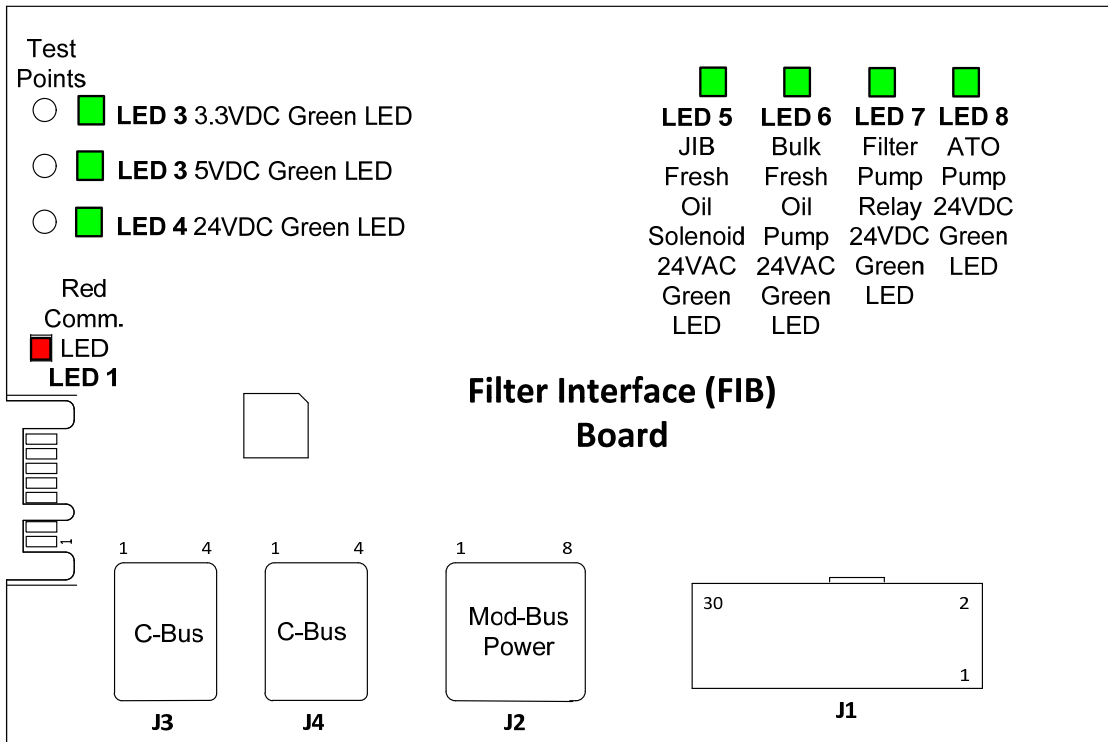 Test
Points
LED 3 3.3VDC Green LED
LED 3 5VDC Green LED
LED 4 24VDC Green LED
Red
Comm.
LED
LED 1
LED 5
JIB
Fresh
Oil
Solenoid
24VAC
Green
LED
LED 6
Bulk
Fresh
Oil
Pump
24VAC
Green
LED
LED 7
Filter
Pump
Relay
24VDC
Green
LED
LED 8
ATO
Pump
24VDC
Green
LED
Filter Interface (FIB)
Board
1
1 4
C-Bus
J3
1 4
C-Bus
J4
1 8
Mod-Bus
Power
J2
30 2
1
J1